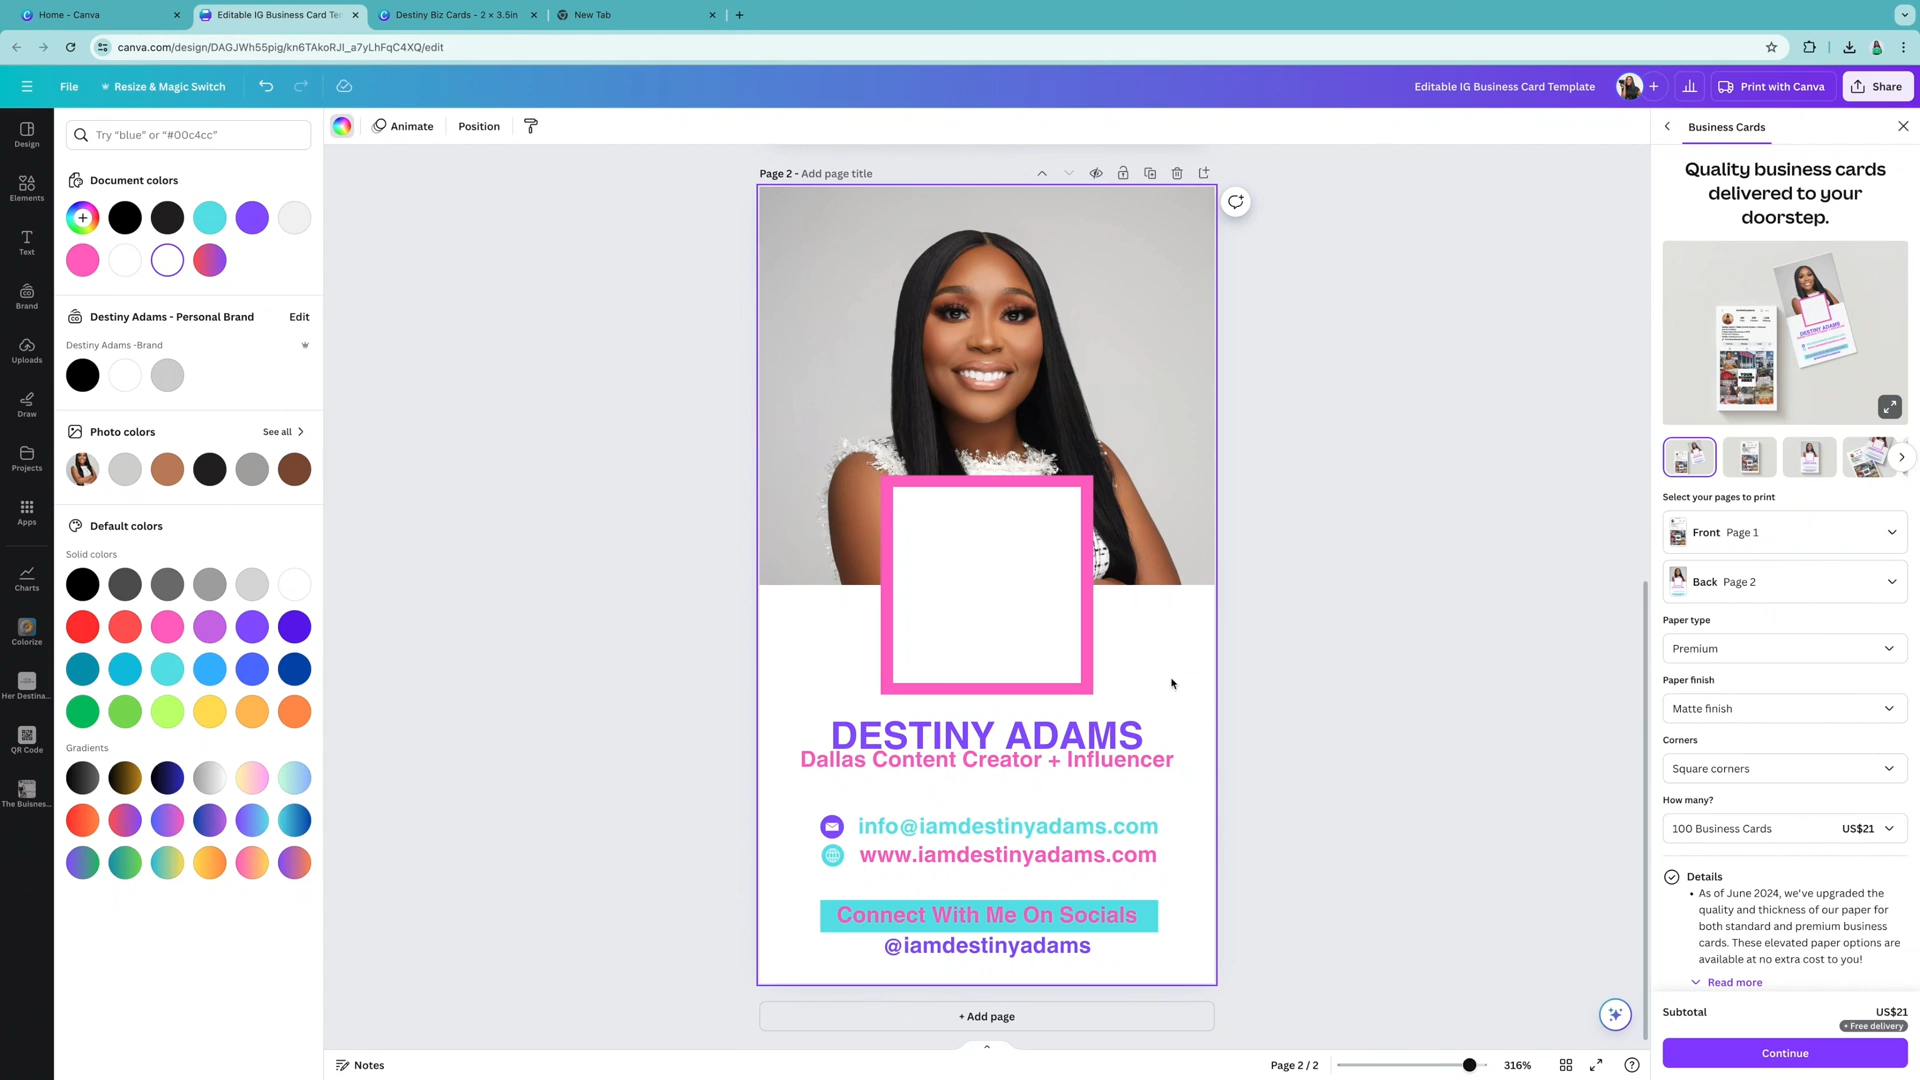 Home - Canva
Editable IG Business Card Ten
Destiny Biz Cards - 2 × 3.5in
New Tab
canva.com/design/DAGJWh55pig/kn6TAkoRJI_a7yLhFqC4XQ/edit
File
Resize & Magic Switch
Editable IG Business Card Template
Print with Canva
Share
Design
Elements
Text
Brand
Uploads
Draw
Projects
Apps
Charts
Colorize
Her Destina...
QR Code
The Buisnes...
Try "blue" or "#00c4cc"
Document colors
Destiny Adams - Personal Brand
Edit
Destiny Adams -Brand
Photo colors
See all
Default colors
Solid colors
Gradients
Animate
Position
Page 2 - Add page title
DESTINY ADAMS
Dallas Content Creator + Influencer
info@iamdestinyadams.com
www.iamdestinyadams.com
Connect With Me On Socials
@iamdestinyadams
+ Add page
Notes
Page 2 / 2
316%
Business Cards
Quality business cards
delivered to your
doorstep.
DESTINY ADAMS
Select your pages to print
Front Page 1
Back Page 2
Paper type
Premium
Paper finish
Matte finish
Corners
Square corners
How many?
100 Business Cards US$21
Details
• As of June 2024, we've upgraded the
quality and thickness of our paper for
both standard and premium business
cards. These elevated paper options are
available at no extra cost to you!
Read more
Subtotal US$21
+ Free delivery
Continue